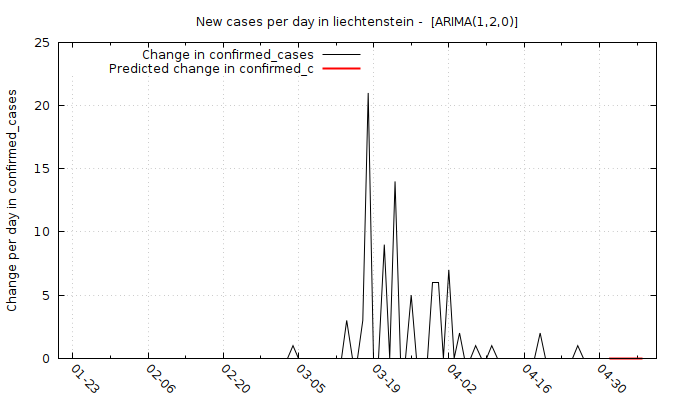 New cases per day in liechtenstein -  [ARIMA(1,2,0)]
Change in confirmed_cases
Predicted change in confirmed_c
Change per day in confirmed_cases
25
20
15
10
5
0
01-23 02-06 02-20 03-05 03-19 04-02 04-16 04-30